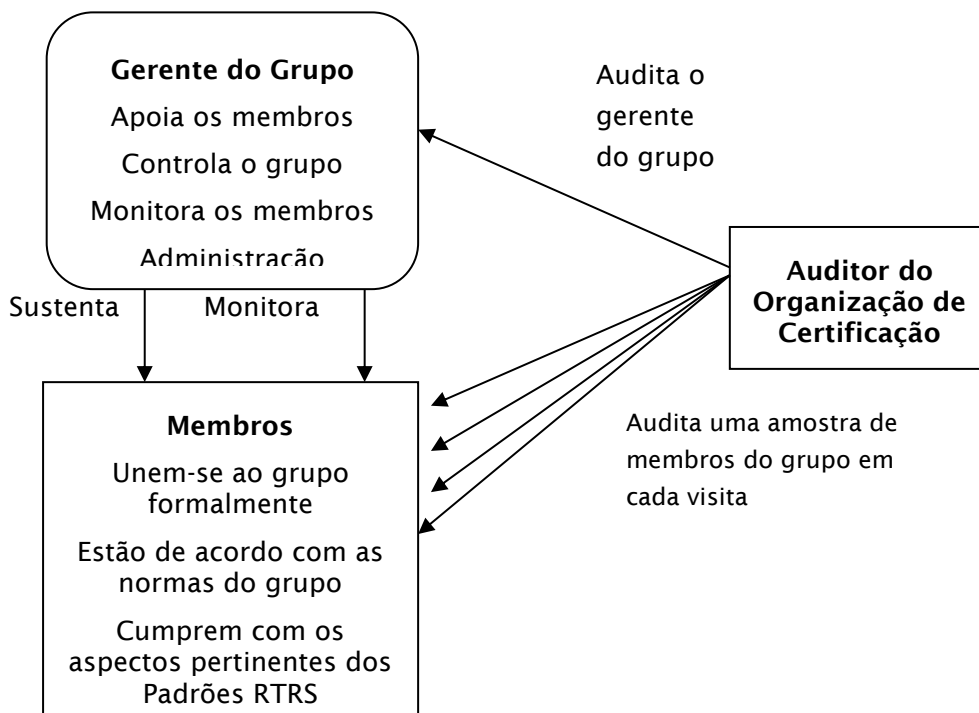 Gerente do Grupo
Apoia os membros
Controla o grupo
Monitora os membros
Administração
Audita o
gerente
do grupo
Sustenta
Monitora
Auditor do
Organização de
Certificação
Membros
Unem-se ao grupo
formalmente
Estão de acordo com as
normas do grupo
Cumprem com os
aspectos pertinentes dos
Padrões RTRS
Audita uma amostra de
membros do grupo em
cada visita